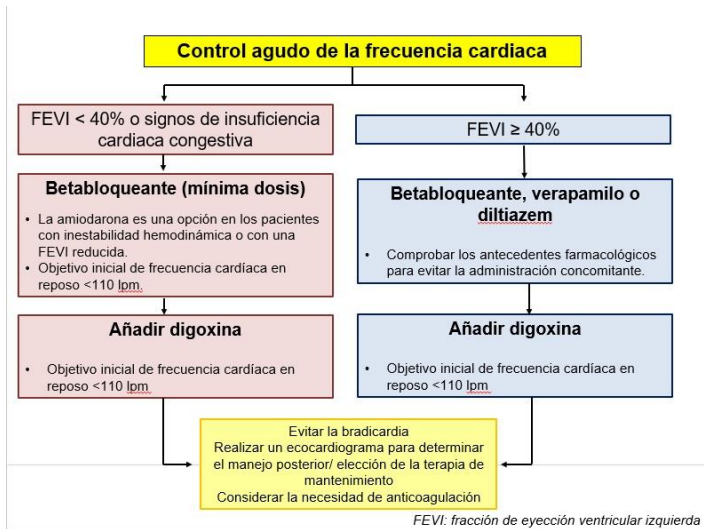 Control agudo de la frecuencia cardiaca
FEVI < 40% o signos de insuficiencia
cardiaca congestiva
Betabloqueante (mínima dosis)
• La amiodarona es una opción en los pacientes
con inestabilidad hemodinámica o con una
FEVI reducida.
• Objetivo inicial de frecuencia cardíaca en
reposo <110 lpm.
Añadir digoxina
• Objetivo inicial de frecuencia cardíaca en
reposo <110 lpm
FEVI ≥ 40%
Betabloqueante, verapamilo o
diltiazem
• Comprobar los antecedentes farmacológicos
para evitar la administración concomitante.
Añadir digoxina
• Objetivo inicial de frecuencia cardíaca en
reposo <110 lpm
Evitar la bradicardia
Realizar un ecocardiograma para determinar
el manejo posterior/ elección de la terapia de
mantenimiento
Considerar la necesidad de anticoagulación
FEVI: fracción de eyección ventricular izquierda